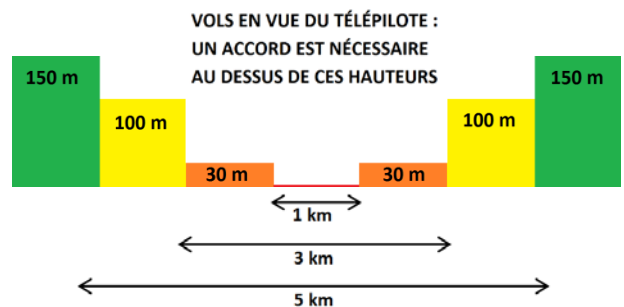 VOLS EN VUE DU TÉLÉPILOTE :
UN ACCORD EST NÉCESSAIRE
AU DESSUS DE CES HAUTEURS
150 m
150 m
100 m
100 m
30 m
30 m
1 km
3 km
5 km